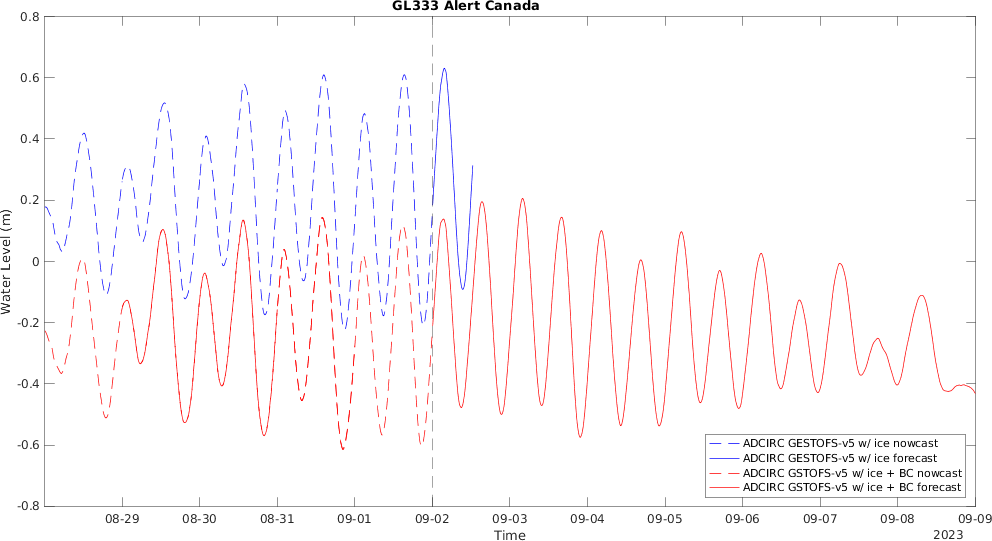 GL333 Alert Canada
0.8
0.6
0.4
0.2
0
-0.2
-0.4
-0.6
-0.8
Water Level (m)
08-29 08-30 08-31 09-01 09-02 09-03 09-04 09-05 09-06 09-07 09-08 09-09
Time
2023
ADCIRC GESTOFS-v5 w/ ice nowcast
ADCIRC GESTOFS-v5 w/ ice forecast
ADCIRC GSTOFS-v5 w/ ice + BC nowcast
ADCIRC GSTOFS-v5 w/ ice + BC forecast